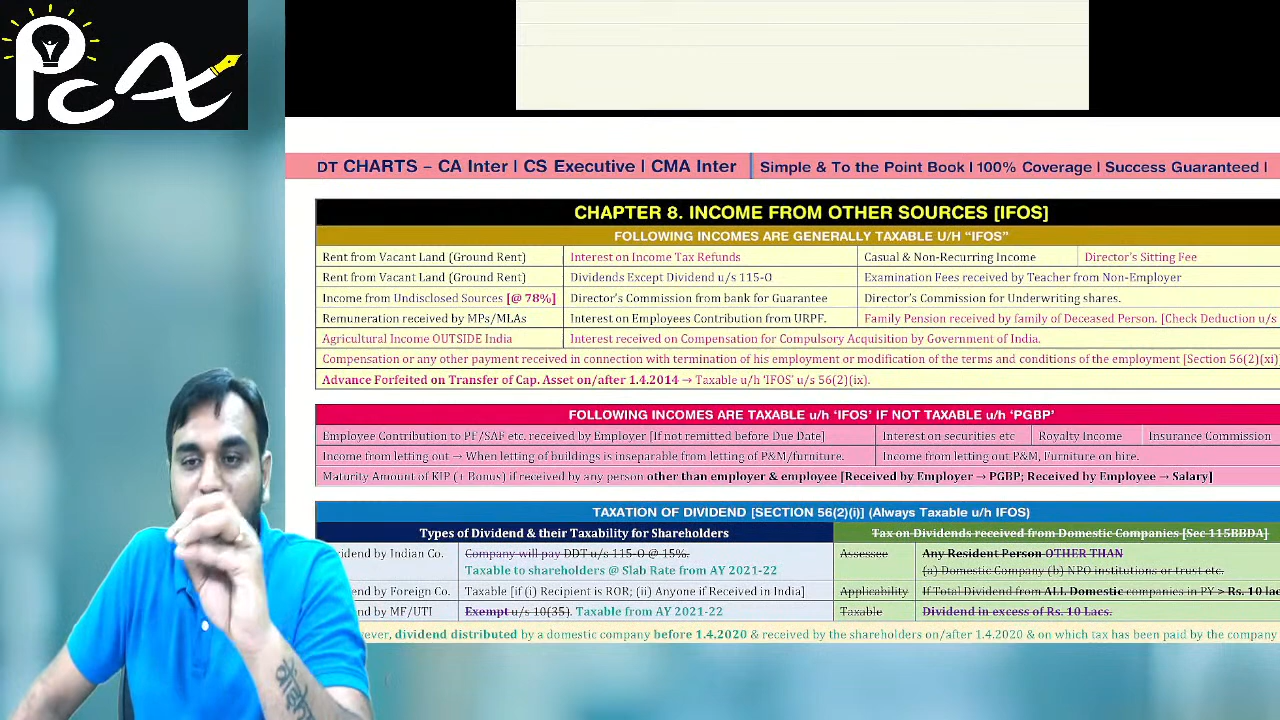 PCA
DT CHARTS – CA Inter | CS Executive | CMA Inter Simple & To the Point Book | 100% Coverage | Success Guaranteed |
CHAPTER 8. INCOME FROM OTHER SOURCES [IFOS]
FOLLOWING INCOMES ARE GENERALLY TAXABLE U/H "IFOS"
Rent from Vacant Land (Ground Rent) Interest on Income Tax Refunds Casual & Non-Recurring Income Director's Sitting Fee
Rent from Vacant Land (Ground Rent) Dividends Except Dividend u/s 115-O Examination Fees received by Teacher from Non-Employer
Income from Undisclosed Sources [@ 78%] Director's Commission from bank for Guarantee Director's Commission for Underwriting shares.
Remuneration received by MPs/MLAs Interest on Employees Contribution from URPF. Family Pension received by family of Deceased Person. [Check Deduction u/s
Agricultural Income OUTSIDE India Interest received on Compensation for Compulsory Acquisition by Government of India.
Compensation or any other payment received in connection with termination of his employment or modification of the terms and conditions of the employment [Section 56(2)(xi)
Advance Forfeited on Transfer of Cap. Asset on/after 1.4.2014 → Taxable u/h 'IFOS' u/s 56(2)(ix).
FOLLOWING INCOMES ARE TAXABLE u/h 'IFOS' IF NOT TAXABLE u/h 'PGBP'
Employee Contribution to PF/SAF etc. received by Employer [If not remitted before Due Date] Interest on securities etc Royalty Income Insurance Commission
Income from letting out → When letting of buildings is inseparable from letting of P&M/furniture. Income from letting out P&M, Furniture on hire.
Maturity Amount of KIP (+ Bonus) if received by any person other than employer & employee [Received by Employer → PGBP; Received by Employee → Salary]
TAXATION OF DIVIDEND [SECTION 56(2)(i)] (Always Taxable u/h IFOS)
Types of Dividend & their Taxability for Shareholders Tax on Dividends received from Domestic Companies [Sec 115BBDA]
idend by Indian Co. Company will pay DDT u/s 115-O @ 15%. Assessee Any Resident Person OTHER THAN
Taxable to shareholders @ Slab Rate from AY 2021-22 (a) Domestic Company (b) NPO institutions or trust etc.
end by Foreign Co. Taxable [if (i) Recipient is ROR; (ii) Anyone if Received in India] Applicability If Total Dividend from ALL Domestic companies in PY > Rs. 10 lac
nd by MF/UTI Exempt u/s 10(35). Taxable from AY 2021-22 Taxable Dividend in excess of Rs. 10 Lacs.
ever, dividend distributed by a domestic company before 1.4.2020 & received by the shareholders on/after 1.4.2020 & on which tax has been paid by the company